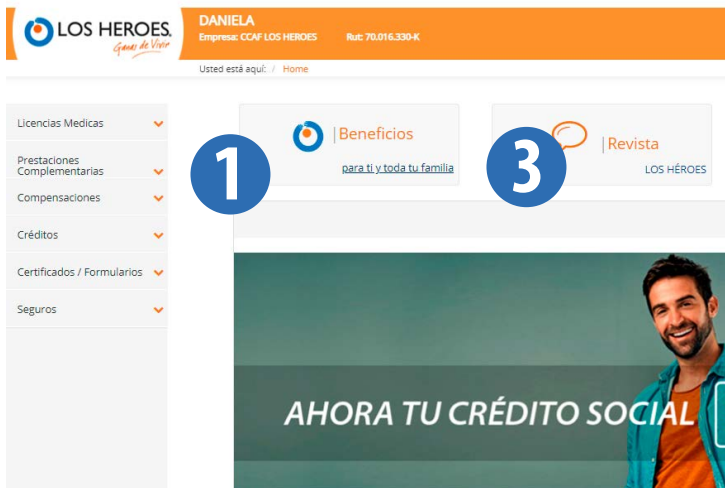 LOS HEROES.
Ganas de Vivir
DANIELA
Empresa: CCAF LOS HEROES Rut: 70.016.330-K
Usted está aquí: / Home
Licencias Medicas
Prestaciones
Complementarias
Compensaciones
Créditos
Certificados / Formularios
Seguros
1
|Beneficios
para ti y toda tu familia
3
|Revista
LOS HÉROES
AHORA TU CRÉDITO SOCIAL